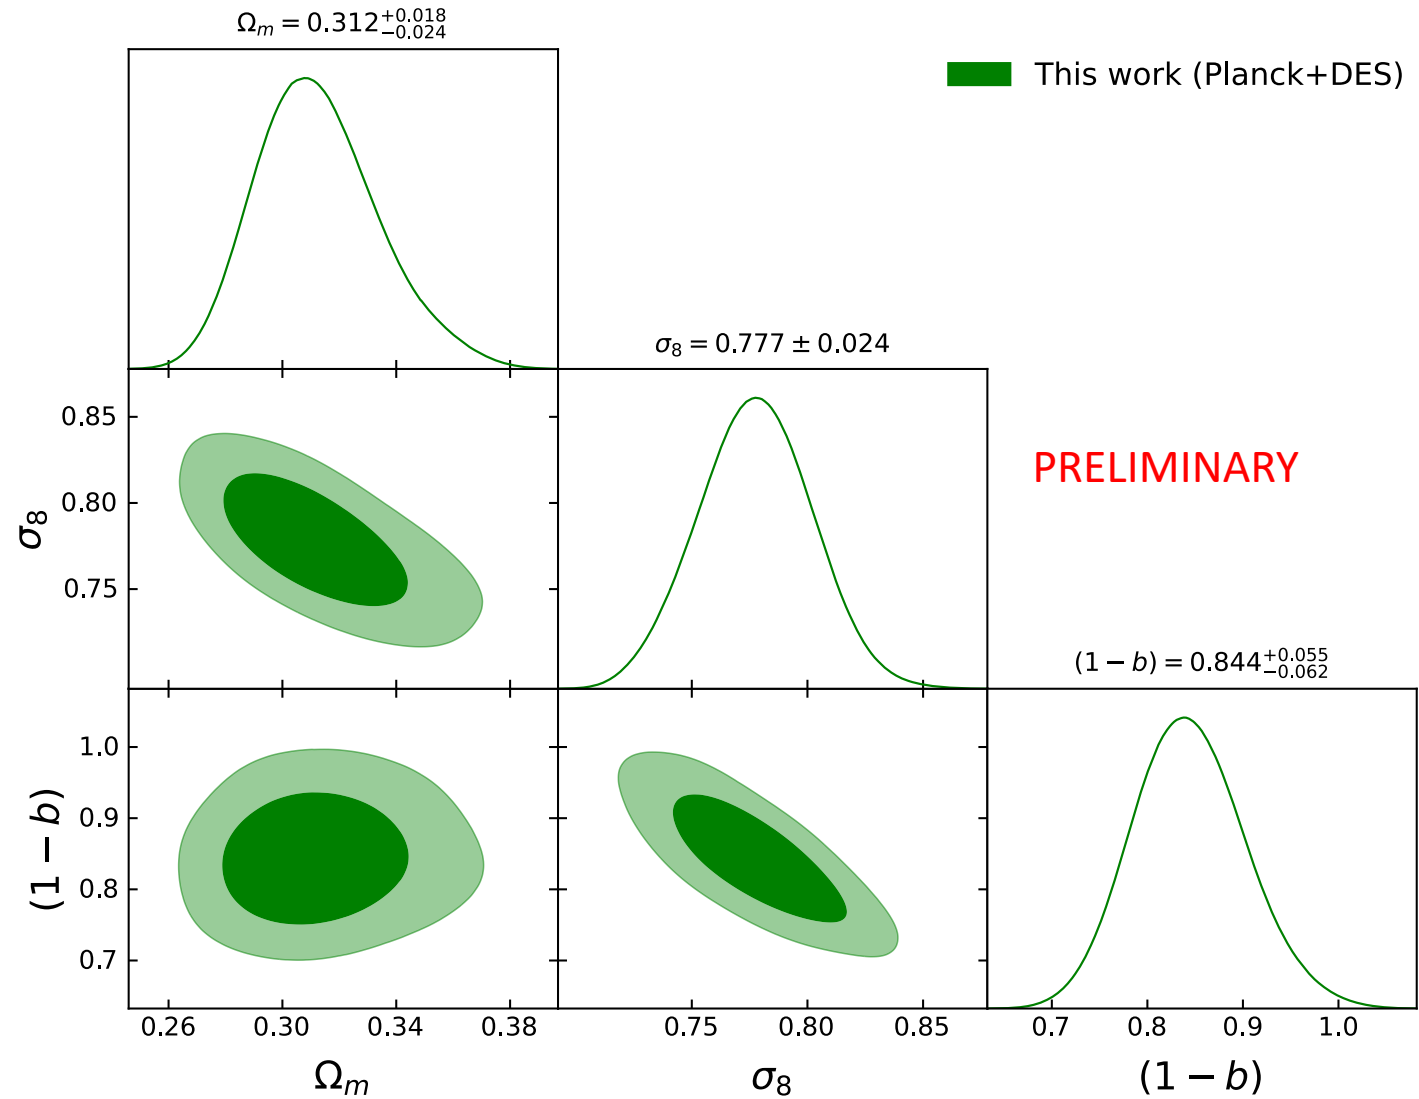 Ωₘ = 0.312⁺⁰·⁰¹⁸₋₀.₀₂₄
This work (Planck+DES)
σ₈ = 0.777 ± 0.024
0.85
0.80
0.75
σ₈
PRELIMINARY
(1 − b) = 0.844⁺⁰·⁰⁵⁵₋₀.₀₆₂
1.0
0.9
0.8
0.7
(1 − b)
0.26 0.30 0.34 0.38 0.75 0.80 0.85 0.7 0.8 0.9 1.0
Ωₘ σ₈ (1 − b)